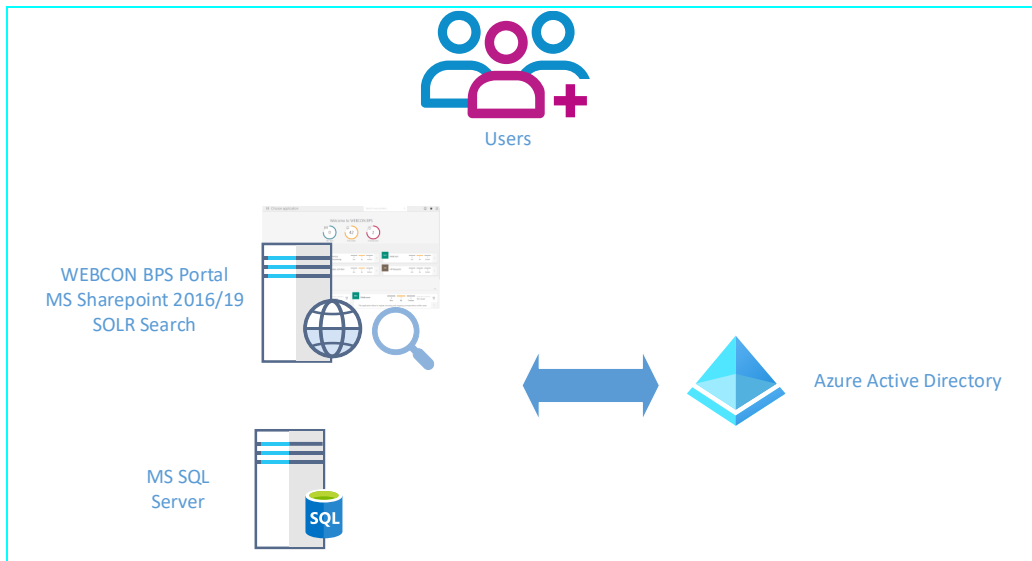 Users
WEBCON BPS Portal
MS Sharepoint 2016/19
SOLR Search
Azure Active Directory
MS SQL
Server
SQL